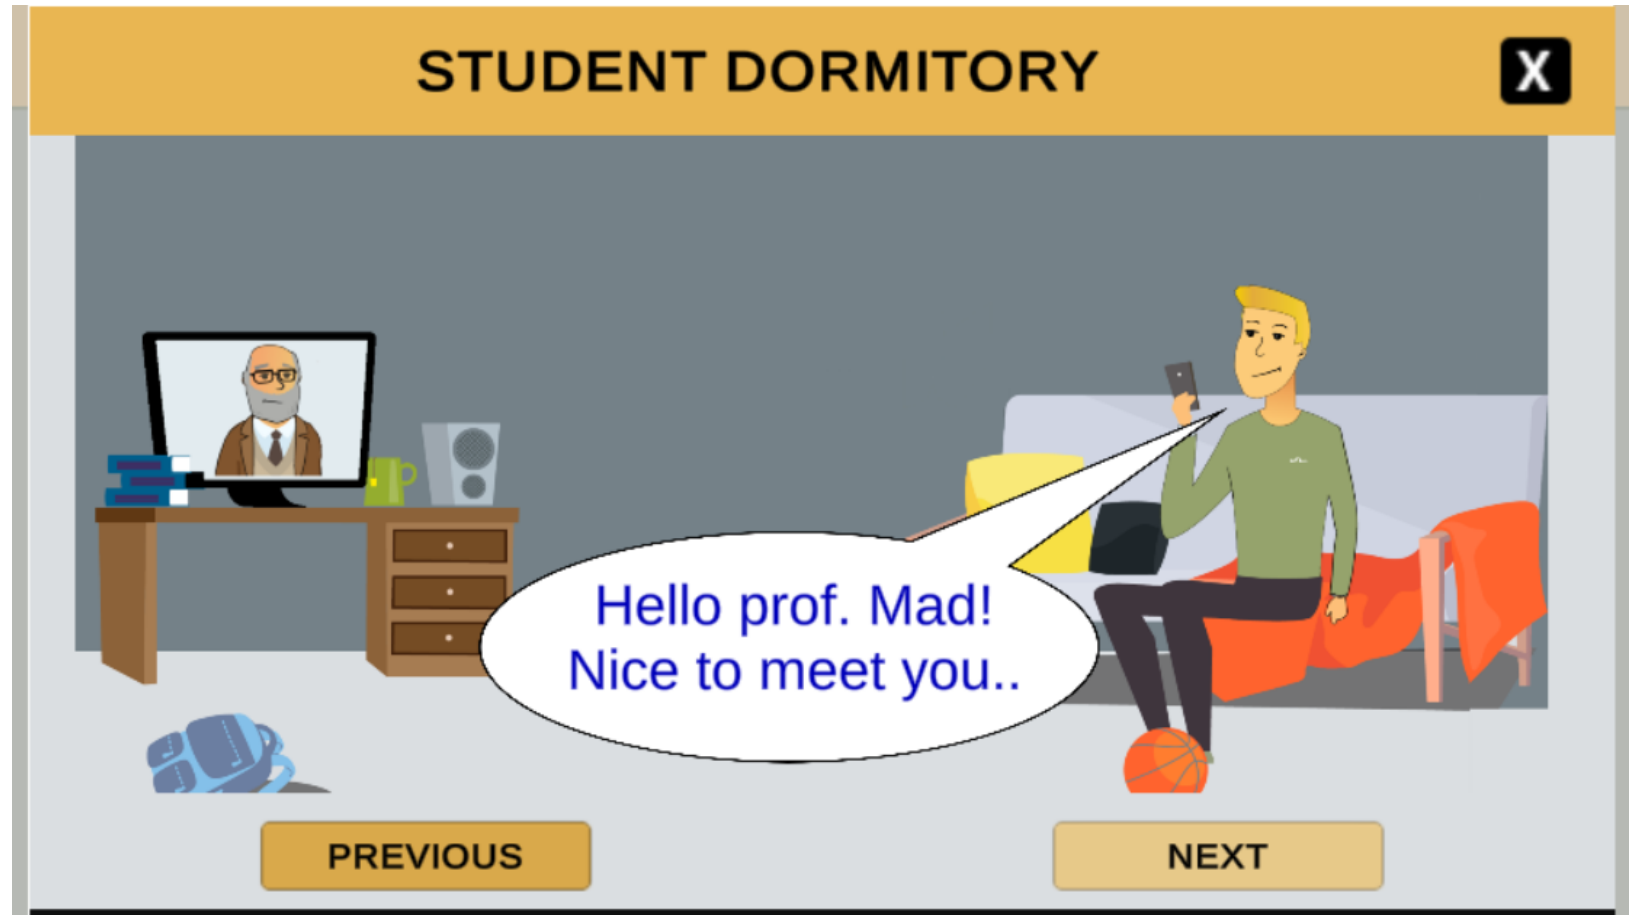 STUDENT DORMITORY
X
Hello prof. Mad!
Nice to meet you..
PREVIOUS
NEXT